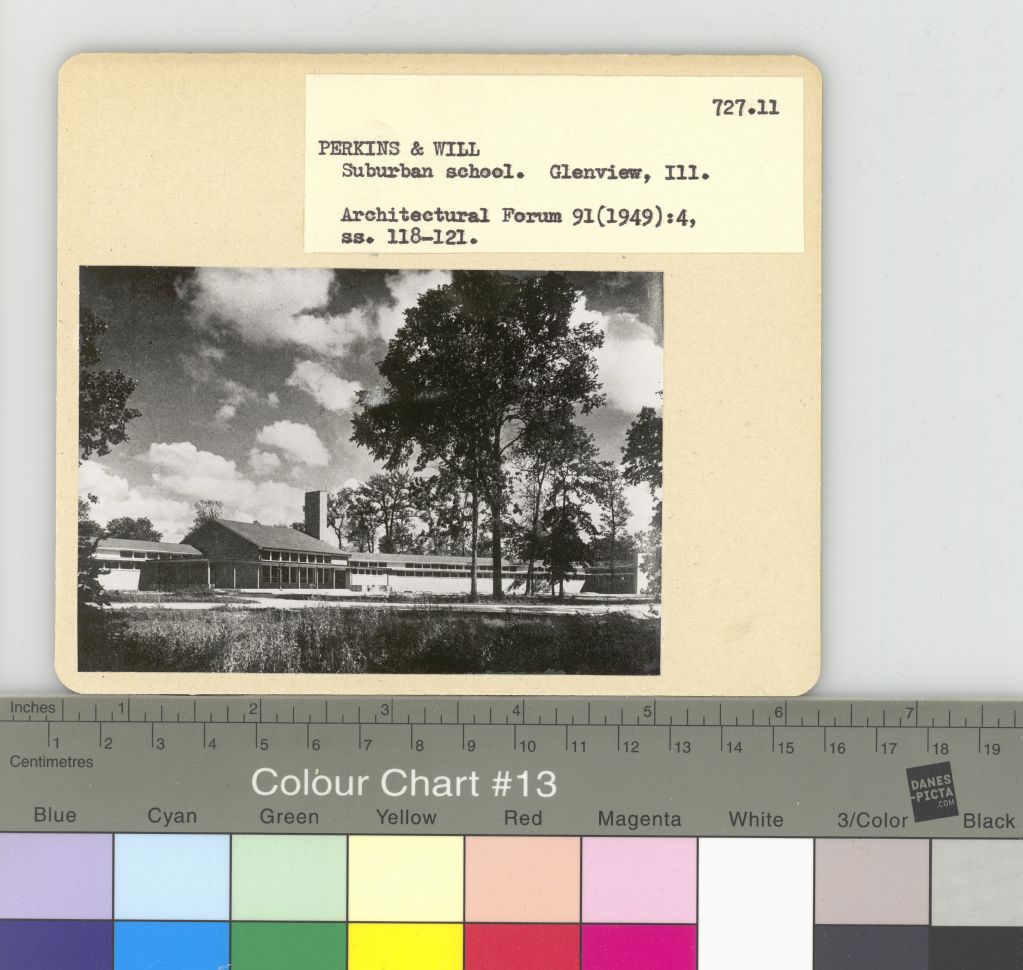 727.11
PERKINS & WILL
Suburban school. Glenview, Ill.
Architectural Forum 91(1949):4,
ss. 118-121.
Inches 1 2 3 4 5 6 7
1 2 3 4 5 6 7 8 9 10 11 12 13 14 15 16 17 18 19
Centimetres
Colour Chart #13
DANES
-PICTA
.COM
Blue Cyan Green Yellow Red Magenta White 3/Color Black